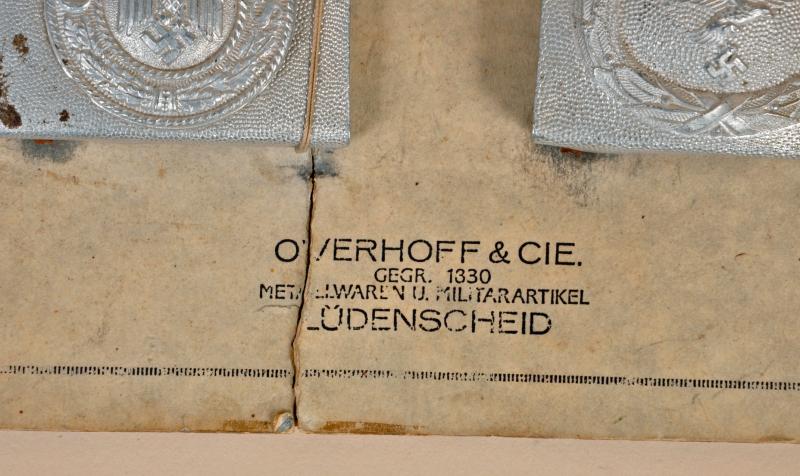 OVERHOFF & CIE.
GEGR. 1330
METALLWAREN U. MILITARARTIKEL
LÜDENSCHEID